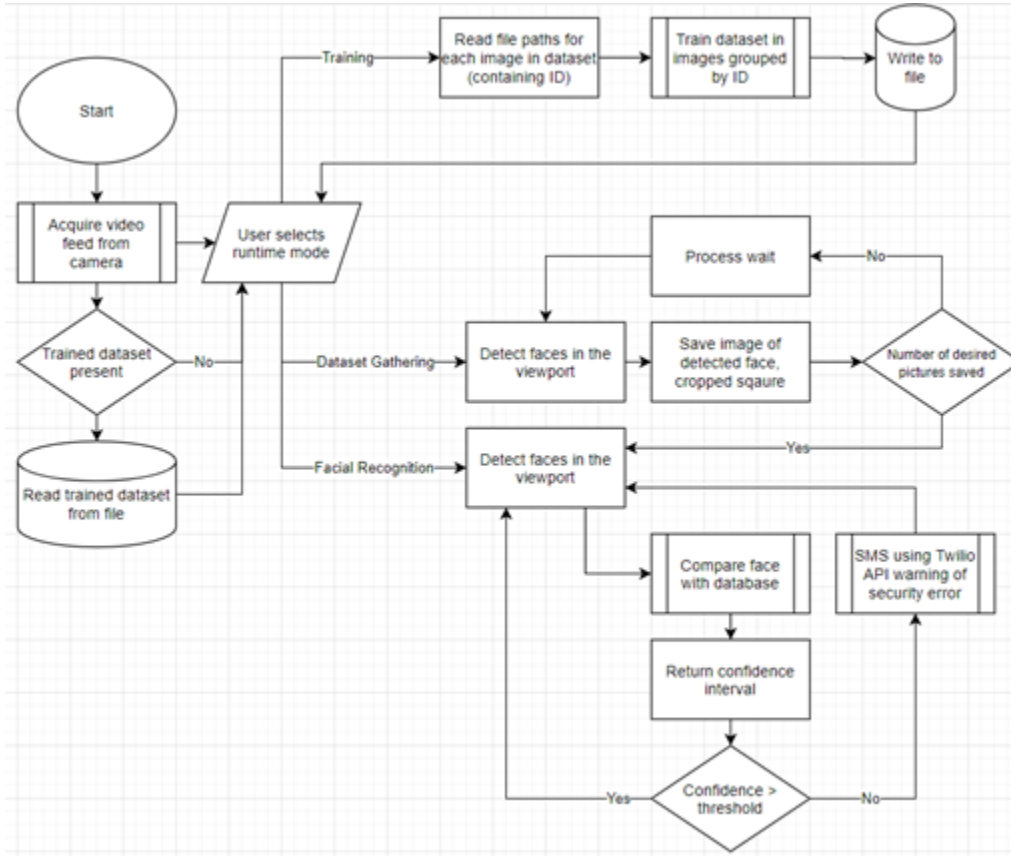 Start
Acquire video
feed from
camera
Trained dataset
present
No
Read trained dataset
from file
User selects
runtime mode
Training
Read file paths for
each image in dataset
(containing ID)
Train dataset in
images grouped
by ID
Write to
file
Dataset Gathering
Detect faces in the
viewport
Save image of
detected face,
cropped sqaure
Number of desired
pictures saved
No
Process wait
Yes
Facial Recognition
Detect faces in the
viewport
Compare face
with database
Return confidence
interval
Confidence >
threshold
Yes
No
SMS using Twilio
API warning of
security error